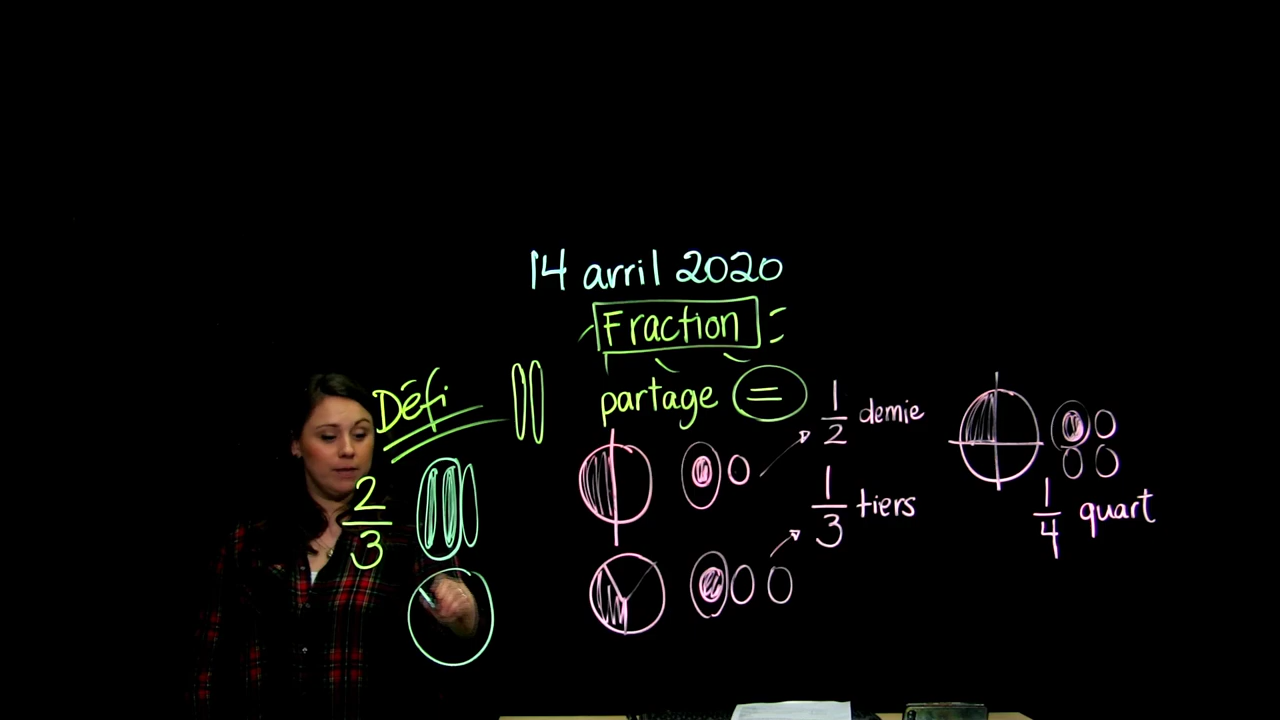 14 avril 2020
Fraction =
partage =
Défi
2/3
1/2 demie
1/3 tiers
1/4 quart